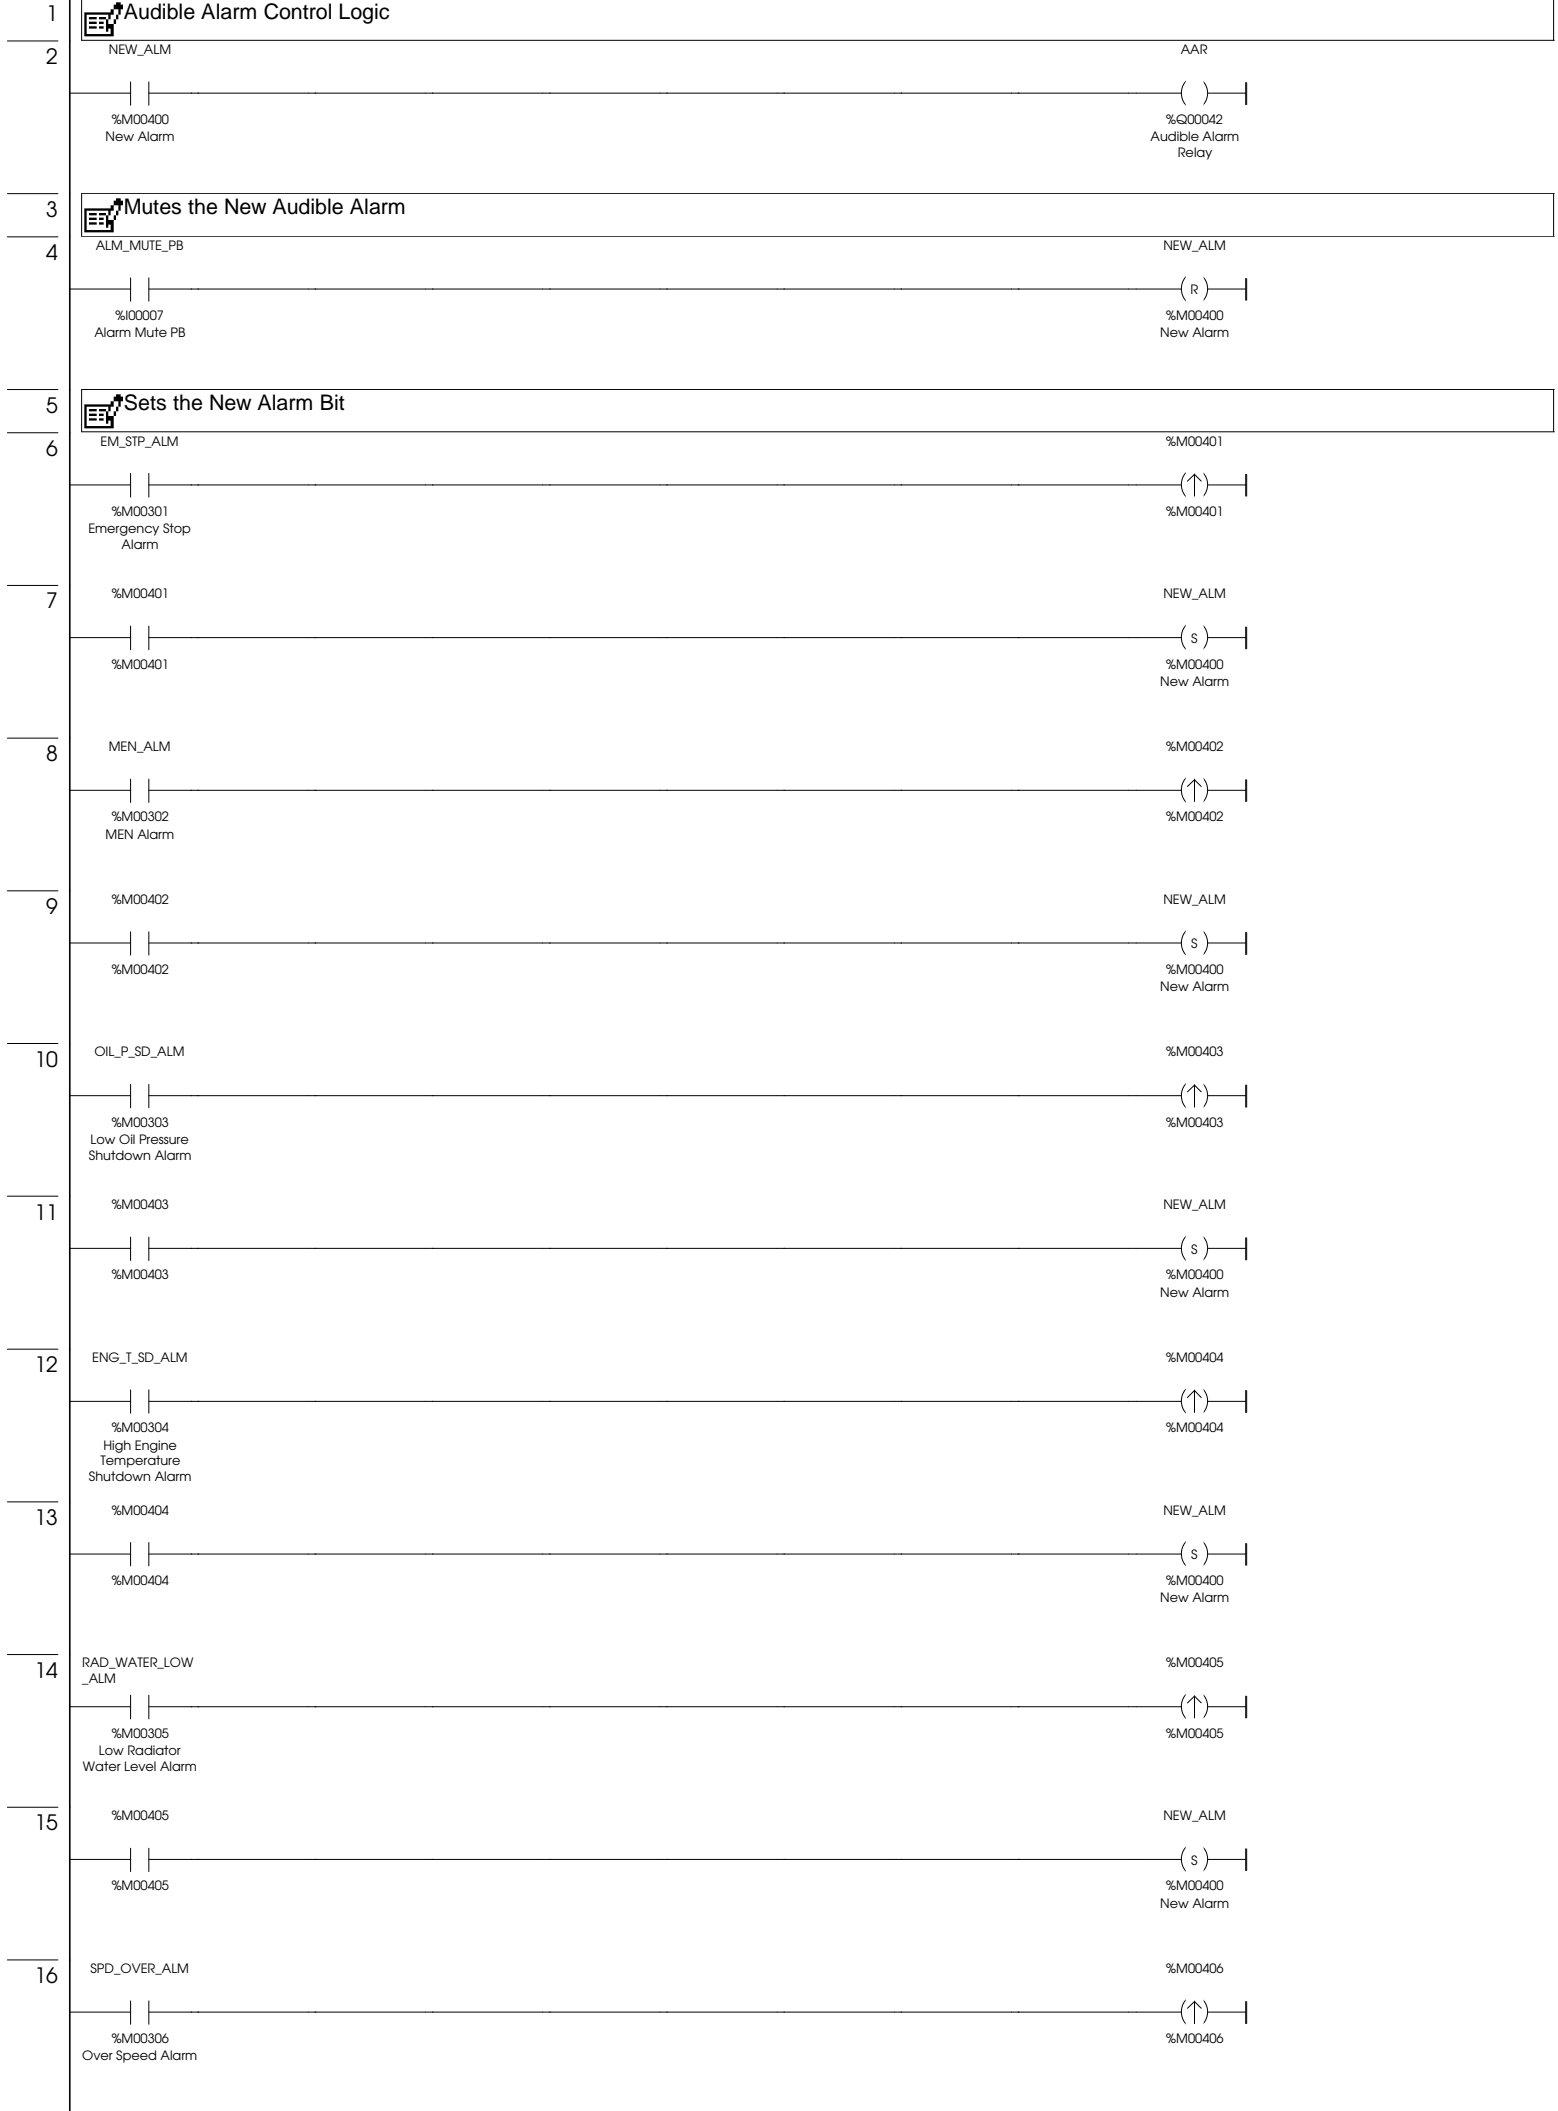 1
Audible Alarm Control Logic
2
NEW_ALM
AAR
%M00400
%Q00042
New Alarm
Audible Alarm
Relay
3
Mutes the New Audible Alarm
4
ALM_MUTE_PB
NEW_ALM
R
%I00007
%M00400
Alarm Mute PB
New Alarm
5
Sets the New Alarm Bit
6
EM_STP_ALM
%M00401
%M00301
%M00401
Emergency Stop
Alarm
7
%M00401
NEW_ALM
S
%M00401
%M00400
New Alarm
8
MEN_ALM
%M00402
%M00302
%M00402
MEN Alarm
9
%M00402
NEW_ALM
S
%M00402
%M00400
New Alarm
10
OIL_P_SD_ALM
%M00403
%M00303
%M00403
Low Oil Pressure
Shutdown Alarm
11
%M00403
NEW_ALM
S
%M00403
%M00400
New Alarm
12
ENG_T_SD_ALM
%M00404
%M00304
%M00404
High Engine
Temperature
Shutdown Alarm
13
%M00404
NEW_ALM
S
%M00404
%M00400
New Alarm
14
RAD_WATER_LOW
_ALM
%M00405
%M00305
%M00405
Low Radiator
Water Level Alarm
15
%M00405
NEW_ALM
S
%M00405
%M00400
New Alarm
16
SPD_OVER_ALM
%M00406
%M00306
%M00406
Over Speed Alarm